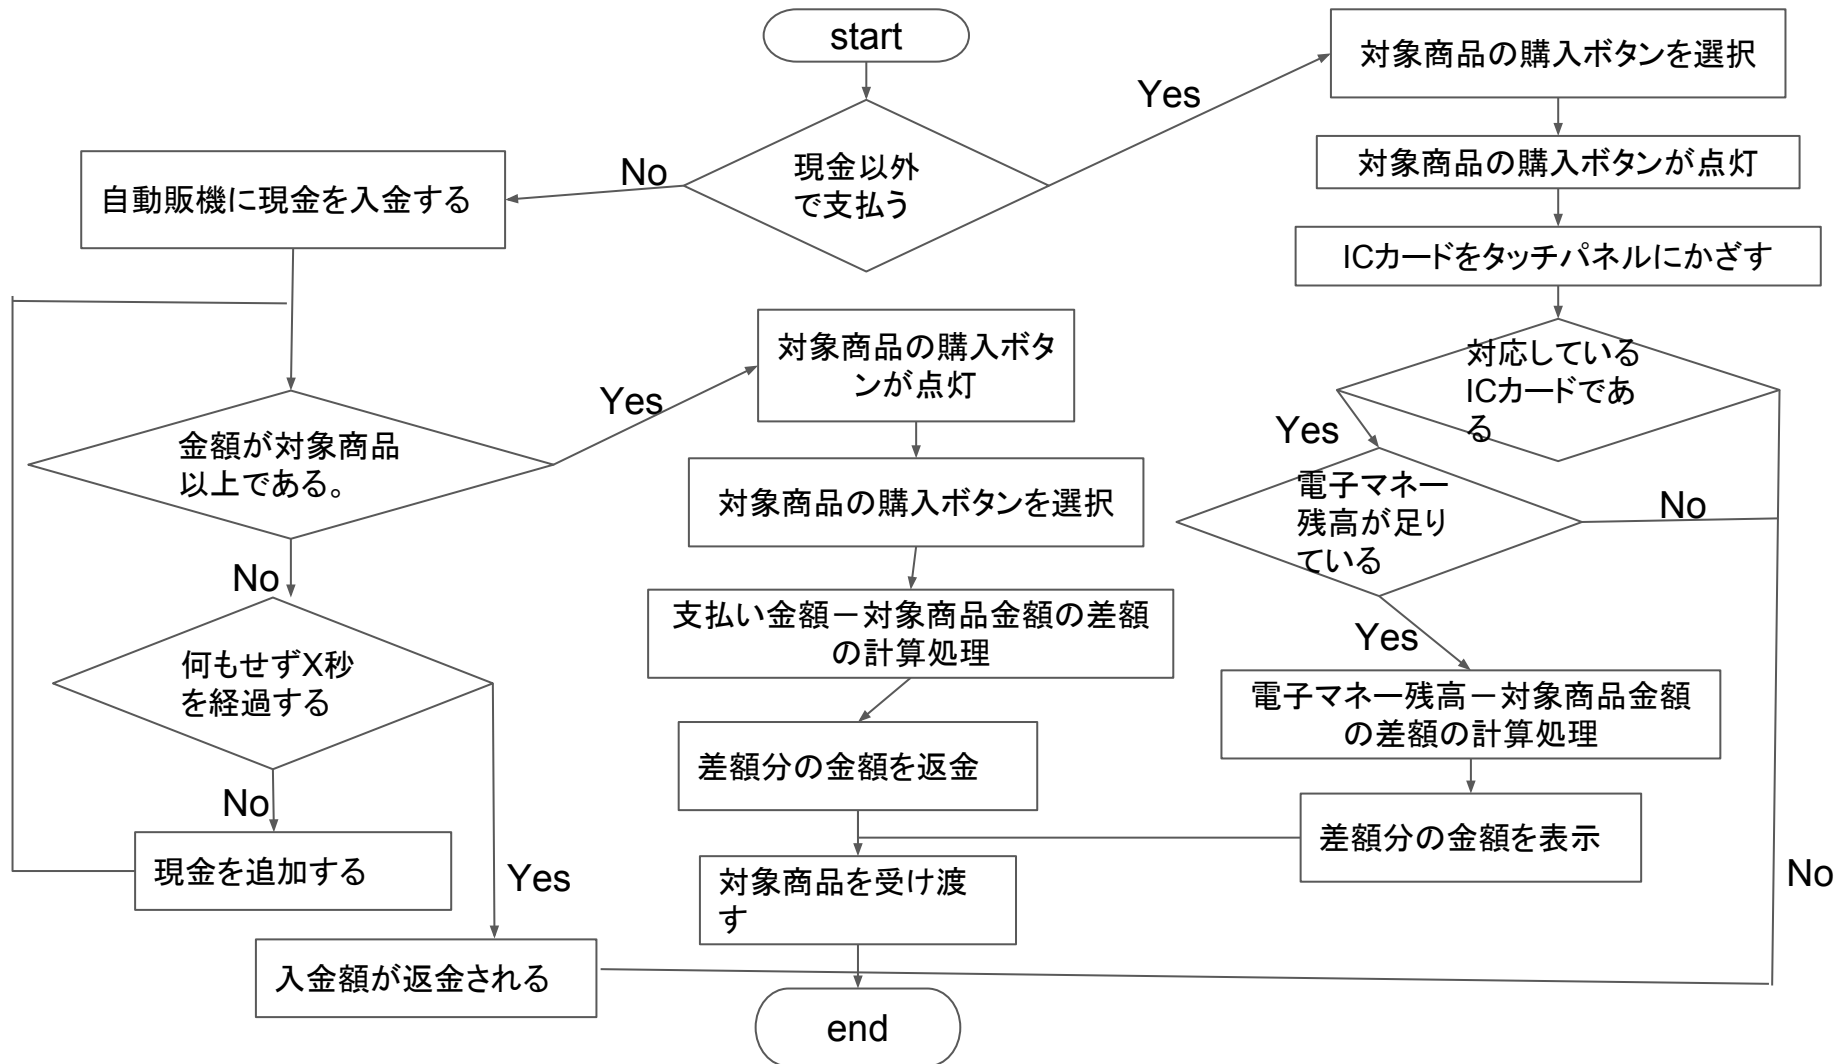 start
対象商品の購入ボタンを選択
Yes
対象商品の購入ボタンが点灯
No
現金以外
で支払う
自動販機に現金を入金する
ICカードをタッチパネルにかざす
対象商品の購入ボタ
ンが点灯
対応している
ICカードであ
る
Yes
Yes
金額が対象商品
以上である。
電子マネー
残高が足り
ている
No
対象商品の購入ボタンを選択
No
支払い金額－対象商品金額の差額
の計算処理
Yes
何もせずX秒
を経過する
電子マネー残高－対象商品金額
の差額の計算処理
差額分の金額を返金
No
差額分の金額を表示
現金を追加する
Yes
No
対象商品を受け渡
す
入金額が返金される
end